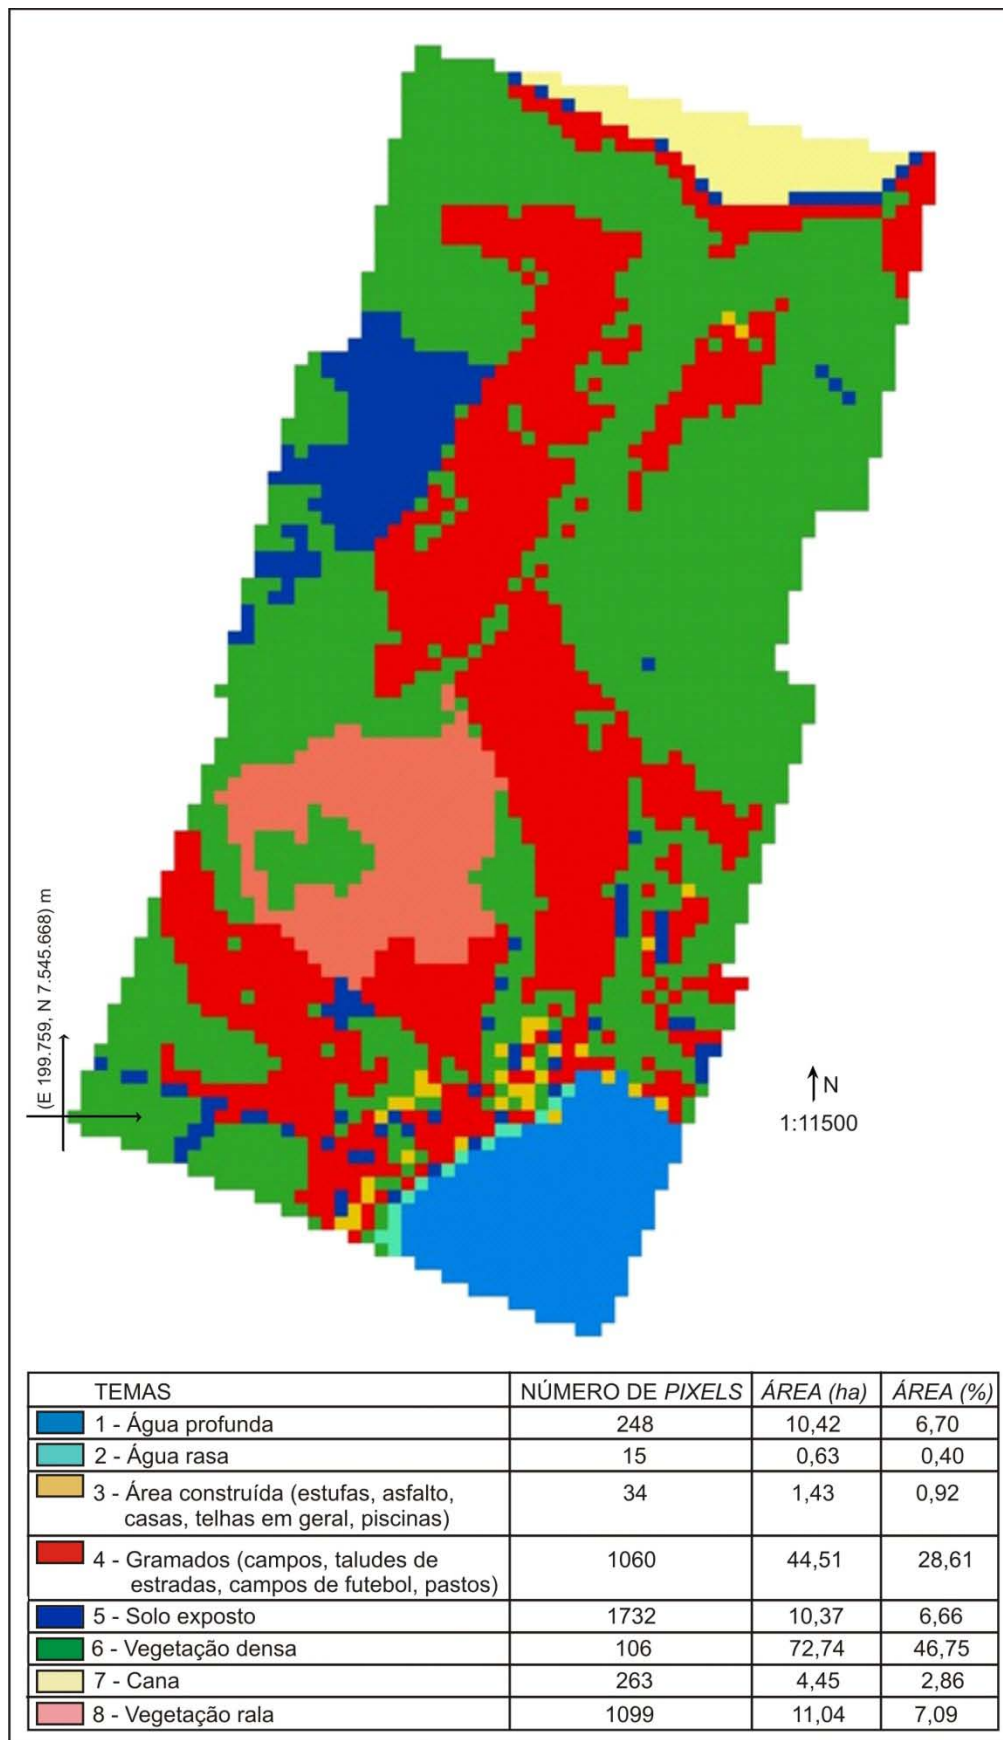 (E 199.759, N 7.545.668) m
N
1:11500
TEMAS NÚMERO DE PIXELS ÁREA (ha) ÁREA (%)
1 - Água profunda 248 10,42 6,70
2 - Água rasa 15 0,63 0,40
3 - Área construída (estufas, asfalto, 34 1,43 0,92
casas, telhas em geral, piscinas)
4 - Gramados (campos, taludes de 1060 44,51 28,61
estradas, campos de futebol, pastos)
5 - Solo exposto 1732 10,37 6,66
6 - Vegetação densa 106 72,74 46,75
7 - Cana 263 4,45 2,86
8 - Vegetação rala 1099 11,04 7,09